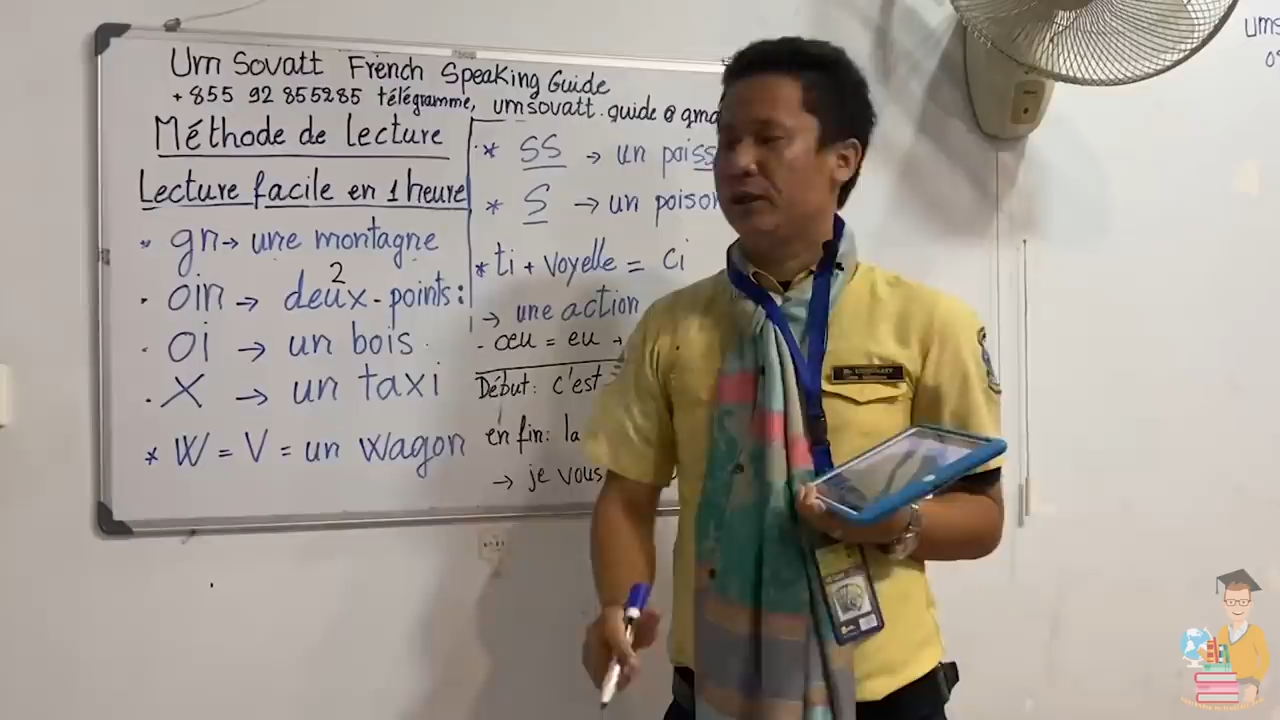 Um Sovatt French Speaking Guide
+ 855 92 855285 télégramme, umsovatt.guide@gma
Méthode de lecture
Lecture facile en 1 heure
* gn → une montagne
2
· oin → deux-points :
· oi → un bois.
· X → un taxi
* W = V = un wagon
* SS → un poiss
* S → un poison
* ti + voyelle = ci
→ une action
- œu = eu →
Début: c'est
en fin: la
→ je vous
ums